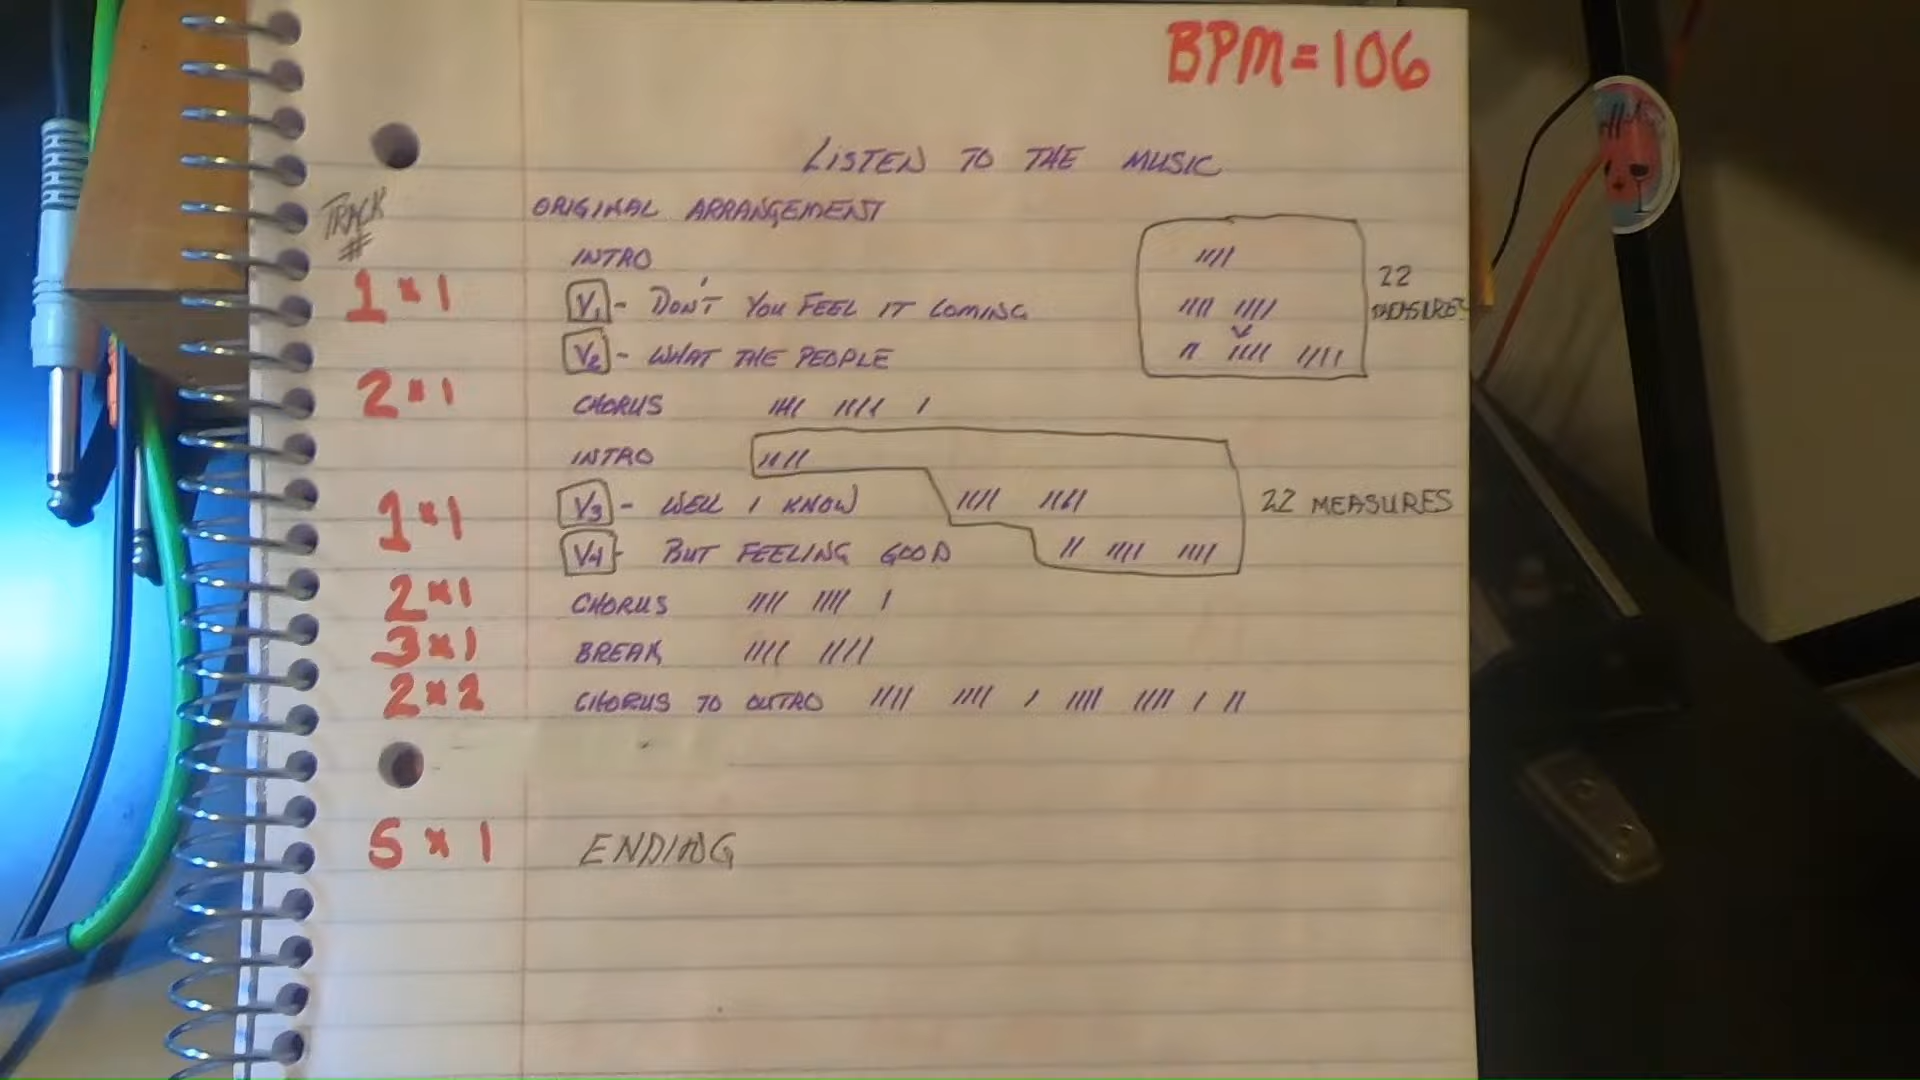 BPM=106
LISTEN TO THE MUSIC
TRACK #
ORIGINAL ARRANGEMENT
INTRO ////
1 x 1 V1 - DON'T YOU FEEL IT COMING //// ////
22 MEASURES
V2 - WHAT THE PEOPLE // //// ////
2 x 1 CHORUS //// //// /
INTRO ////
1 x 1 V3 - WELL I KNOW //// //// 22 MEASURES
V4 - BUT FEELING GOOD // //// ////
2 x 1 CHORUS //// //// /
3 x 1 BREAK //// ////
2 x 2 CHORUS TO OUTRO //// //// / //// //// / //
5 x 1 ENDING